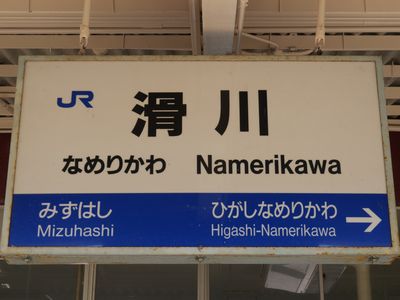 JR 滑川
なめりかわ Namerikawa
みずはし ひがしなめりかわ
Mizuhashi Higashi-Namerikawa →